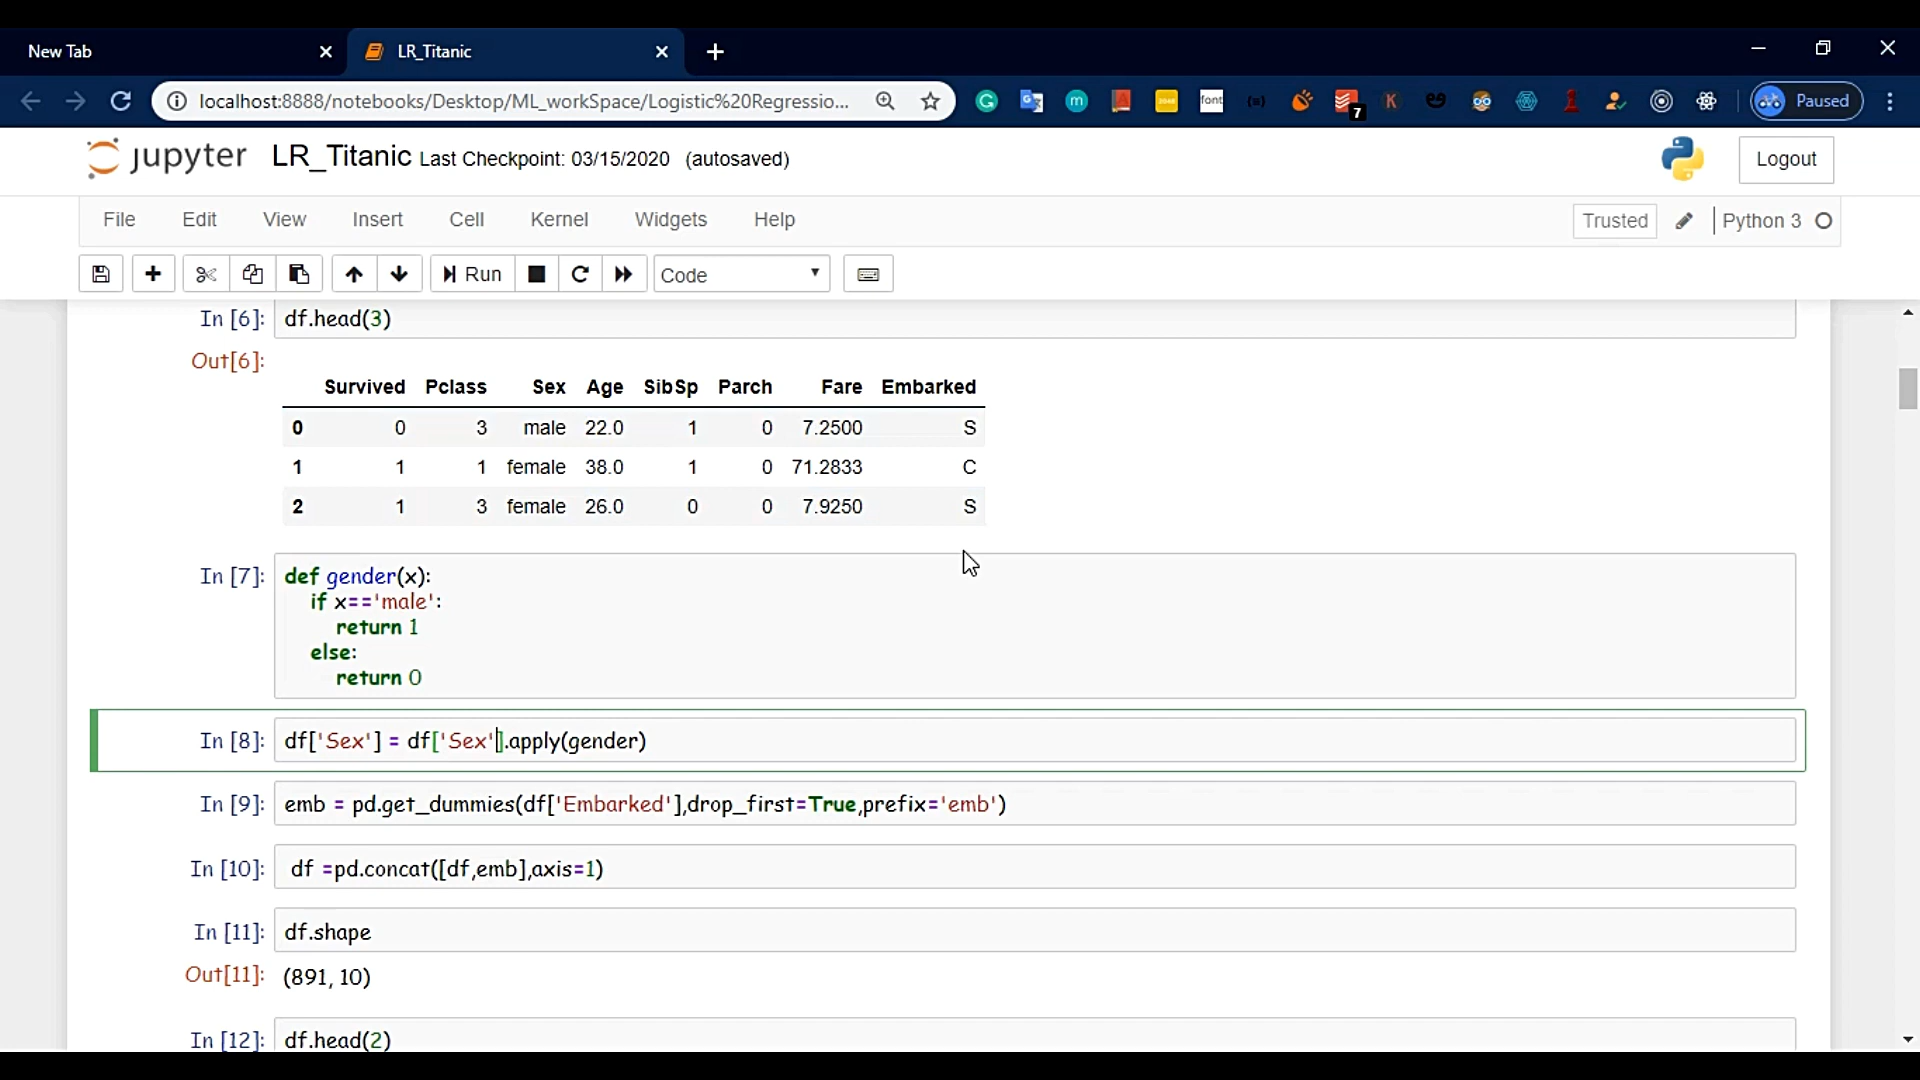 New Tab
LR_Titanic
localhost:8888/notebooks/Desktop/ML_workSpace/Logistic%20Regressio...
font
7
K
Paused
jupyter LR_Titanic Last Checkpoint: 03/15/2020 (autosaved)
Logout
File Edit View Insert Cell Kernel Widgets Help
Trusted
Python 3
Run
Code
In [6]: df.head(3)
Out[6]:
Survived Pclass Sex Age SibSp Parch Fare Embarked
0 0 3 male 22.0 1 0 7.2500 S
1 1 1 female 38.0 1 0 71.2833 C
2 1 3 female 26.0 0 0 7.9250 S
In [7]: def gender(x):
if x=='male':
return 1
else:
return 0
In [8]: df['Sex'] = df['Sex'].apply(gender)
In [9]: emb = pd.get_dummies(df['Embarked'],drop_first=True,prefix='emb')
In [10]: df =pd.concat([df,emb],axis=1)
In [11]: df.shape
Out[11]: (891, 10)
In [12]: df.head(2)